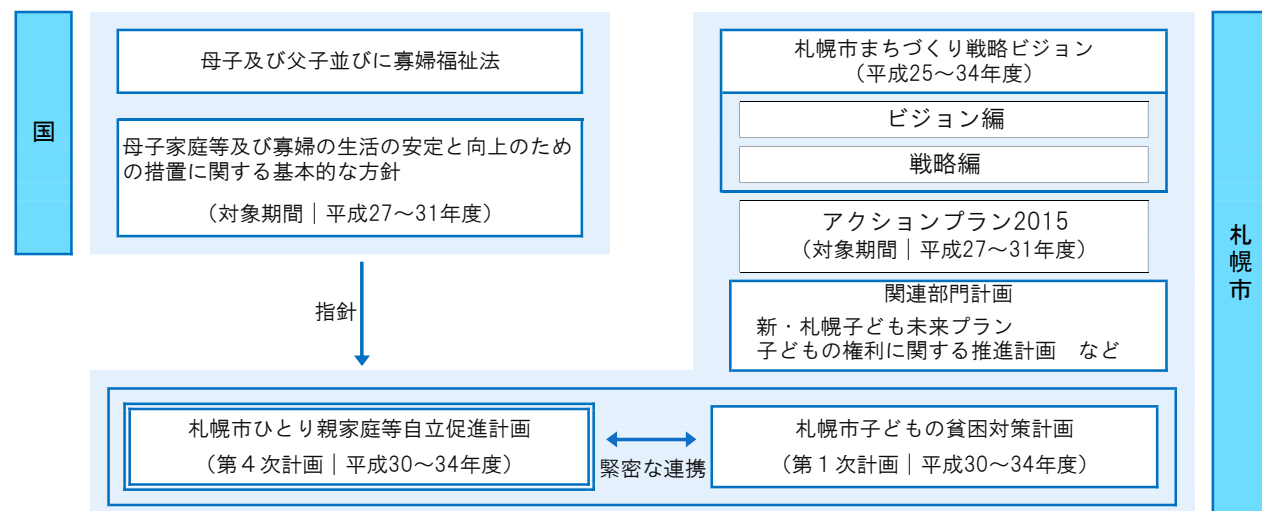 国
母子及び父子並びに寡婦福祉法
母子家庭等及び寡婦の生活の安定と向上のため
の措置に関する基本的な方針
（対象期間｜平成27～31年度）
指針
札幌市まちづくり戦略ビジョン
（平成25～34年度）
ビジョン編
戦略編
アクションプラン2015
（対象期間｜平成27～31年度）
関連部門計画
新・札幌子ども未来プラン
子どもの権利に関する推進計画　など
札幌市
札幌市ひとり親家庭等自立促進計画
（第４次計画｜平成30～34年度）
緊密な連携
札幌市子どもの貧困対策計画
（第１次計画｜平成30～34年度）